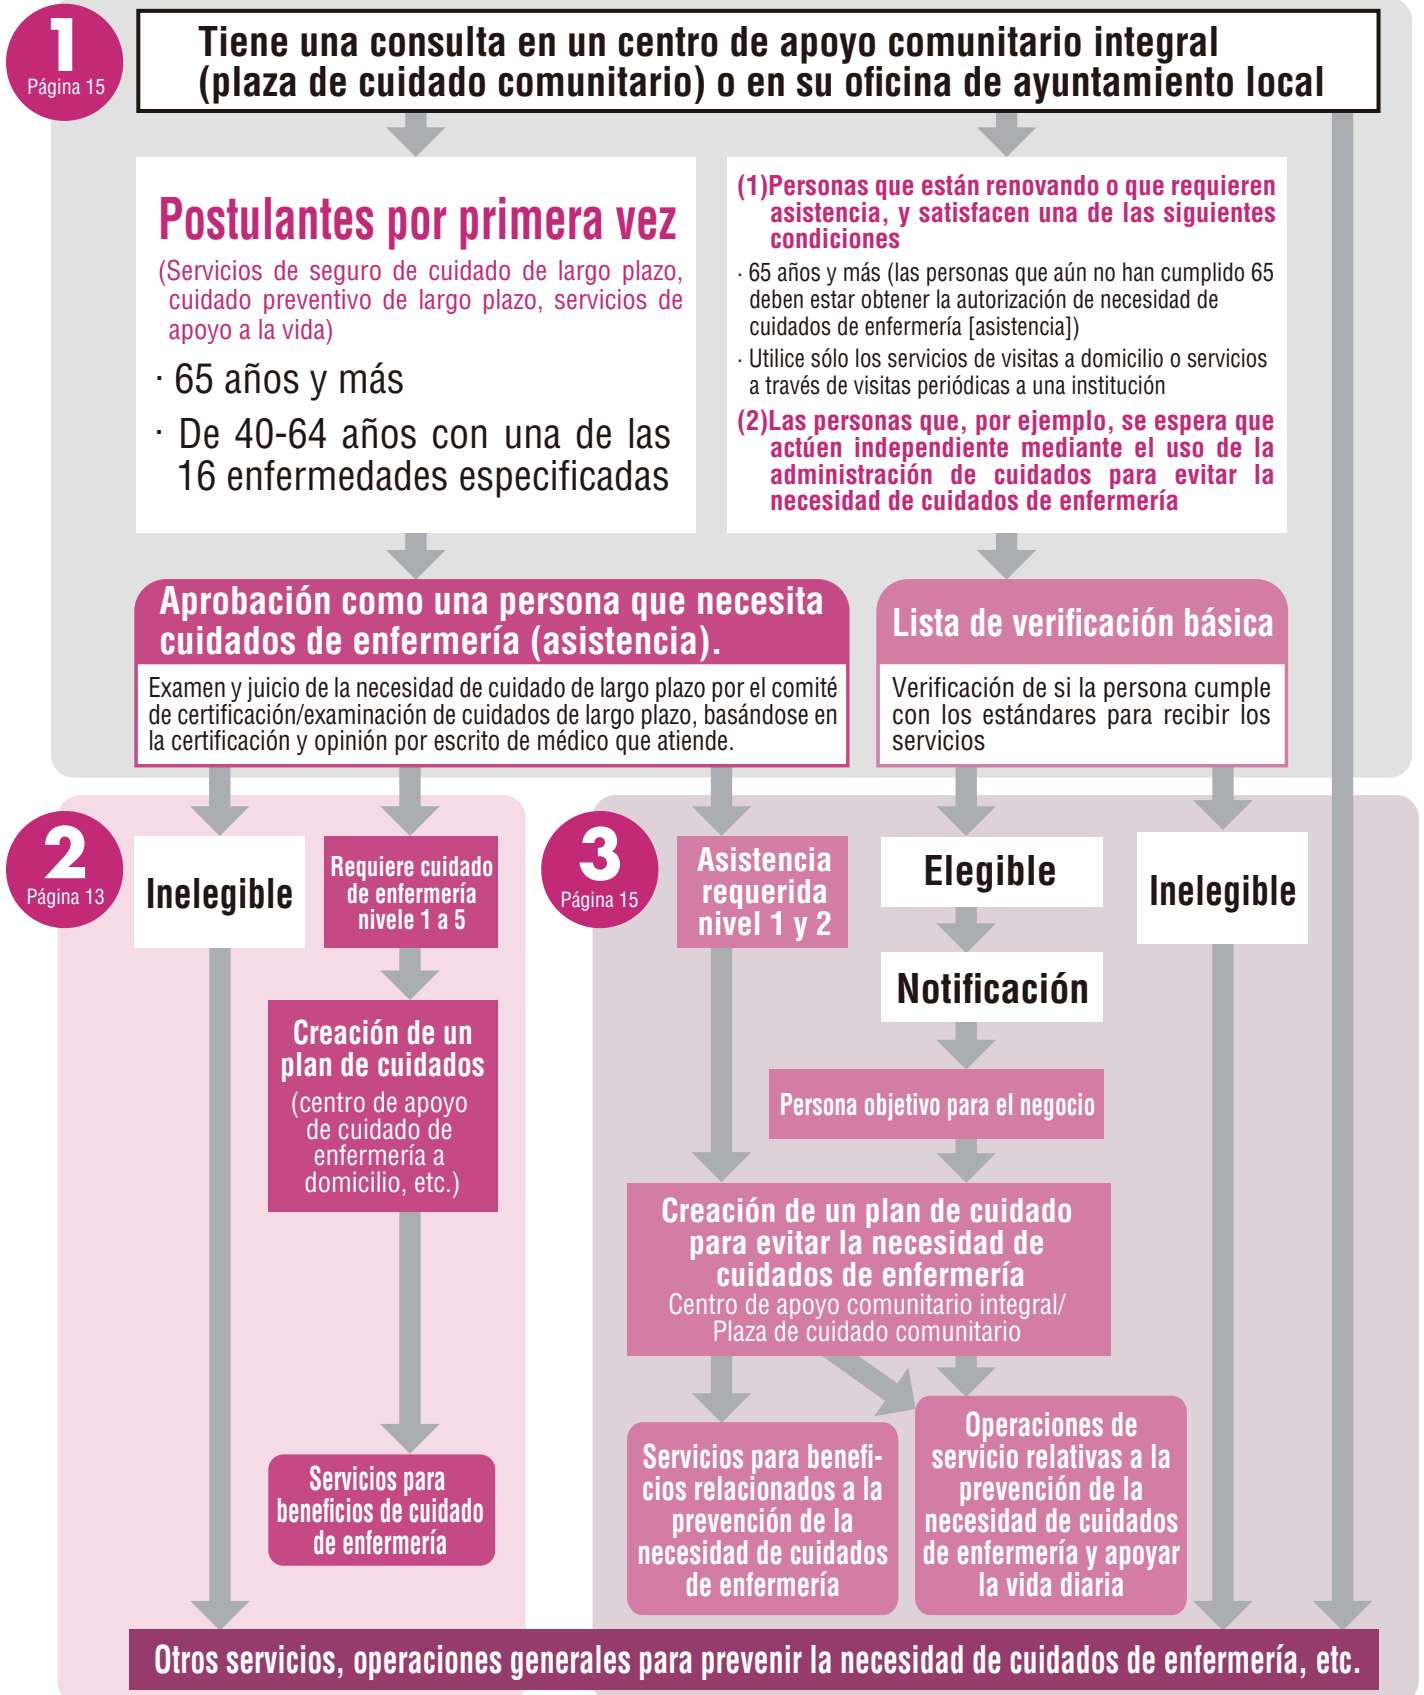 1
Página 15
Tiene una consulta en un centro de apoyo comunitario integral
(plaza de cuidado comunitario) o en su oficina de ayuntamiento local
Postulantes por primera vez
(Servicios de seguro de cuidado de largo plazo,
cuidado preventivo de largo plazo, servicios de
apoyo a la vida)
· 65 años y más
· De 40-64 años con una de las
16 enfermedades especificadas
(1)Personas que están renovando o que requieren
asistencia, y satisfacen una de las siguientes
condiciones
· 65 años y más (las personas que aún no han cumplido 65
deben estar obtener la autorización de necesidad de
cuidados de enfermería [asistencia])
· Utilice sólo los servicios de visitas a domicilio o servicios
a través de visitas periódicas a una institución
(2)Las personas que, por ejemplo, se espera que
actúen independiente mediante el uso de la
administración de cuidados para evitar la
necesidad de cuidados de enfermería
Aprobación como una persona que necesita
cuidados de enfermería (asistencia).
Examen y juicio de la necesidad de cuidado de largo plazo por el comité
de certificación/examinación de cuidados de largo plazo, basándose en
la certificación y opinión por escrito de médico que atiende.
Lista de verificación básica
Verificación de si la persona cumple
con los estándares para recibir los
servicios
2
Página 13
Inelegible
Requiere cuidado
de enfermería
nivele 1 a 5
Creación de un
plan de cuidados
(centro de apoyo
de cuidado de
enfermería a
domicilio, etc.)
Servicios para
beneficios de cuidado
de enfermería
3
Página 15
Asistencia
requerida
nivel 1 y 2
Elegible
Notificación
Persona objetivo para el negocio
Inelegible
Creación de un plan de cuidado
para evitar la necesidad de
cuidados de enfermería
Centro de apoyo comunitario integral/
Plaza de cuidado comunitario
Servicios para benefi-
cios relacionados a la
prevención de la
necesidad de cuidados
de enfermería
Operaciones de
servicio relativas a la
prevención de la
necesidad de cuidados
de enfermería y apoyar
la vida diaria
Otros servicios, operaciones generales para prevenir la necesidad de cuidados de enfermería, etc.